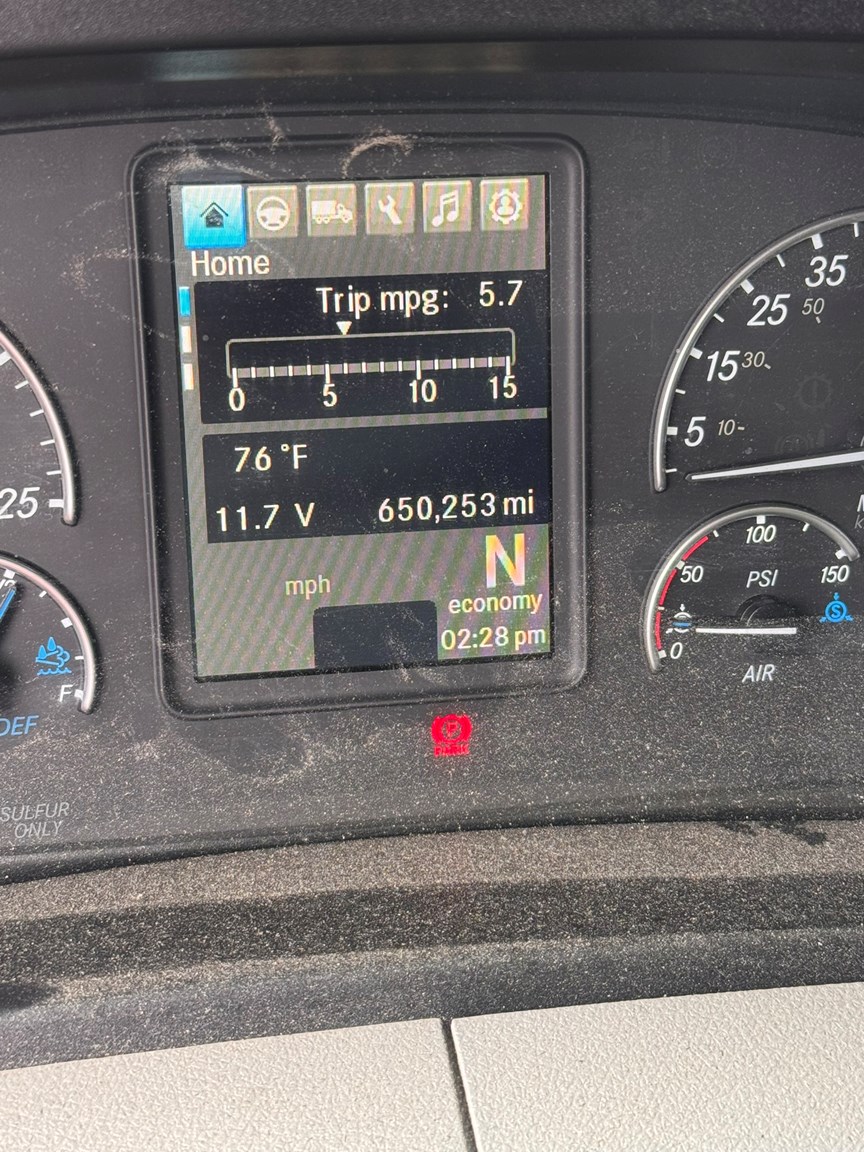 Home
Trip mpg: 5.7
0 5 10 15
76 °F
11.7 V 650,253 mi
N
mph
economy
02:28 pm
25
F
DEF
SULFUR
ONLY
35
25 50
15 30
5 10
100
50 PSI 150
S
0
AIR